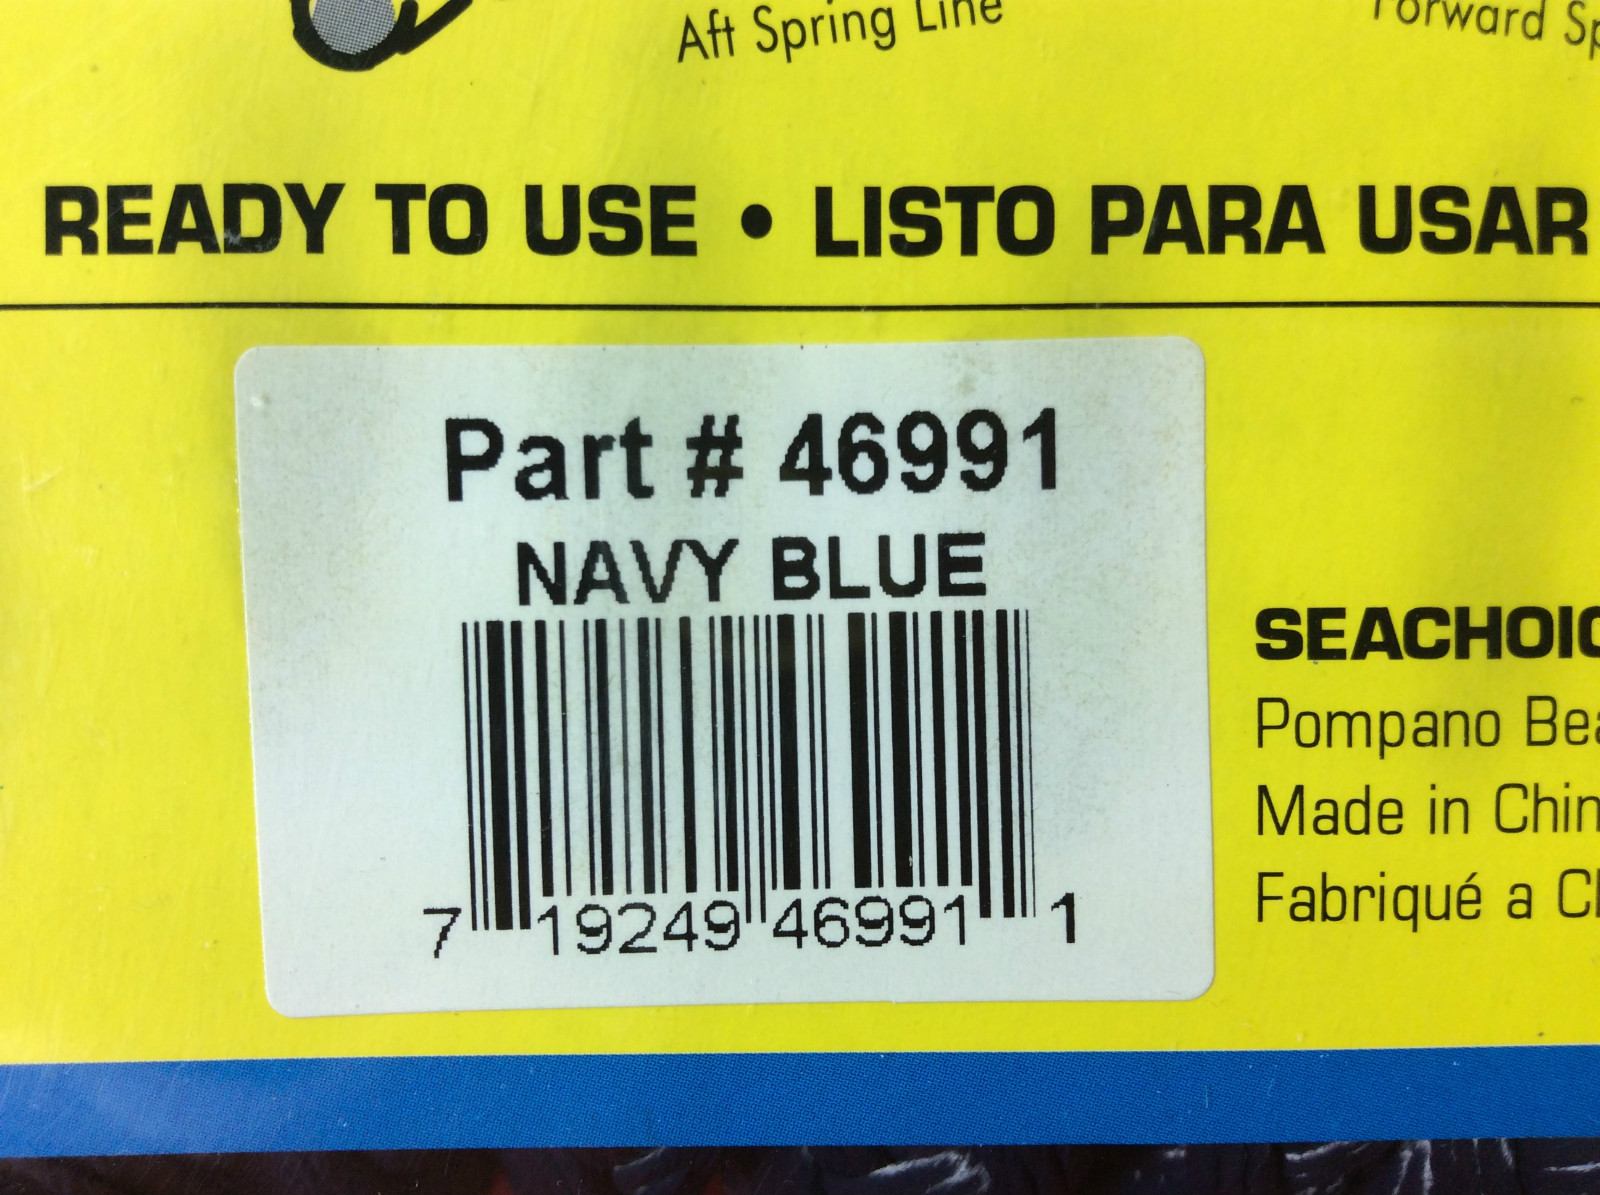 Aft Spring Line
Forward Sp
READY TO USE • LISTO PARA USAR
Part # 46991
NAVY BLUE
7 19249 46991 1
SEACHOIC
Pompano Bea
Made in Chin
Fabriqué a Ch